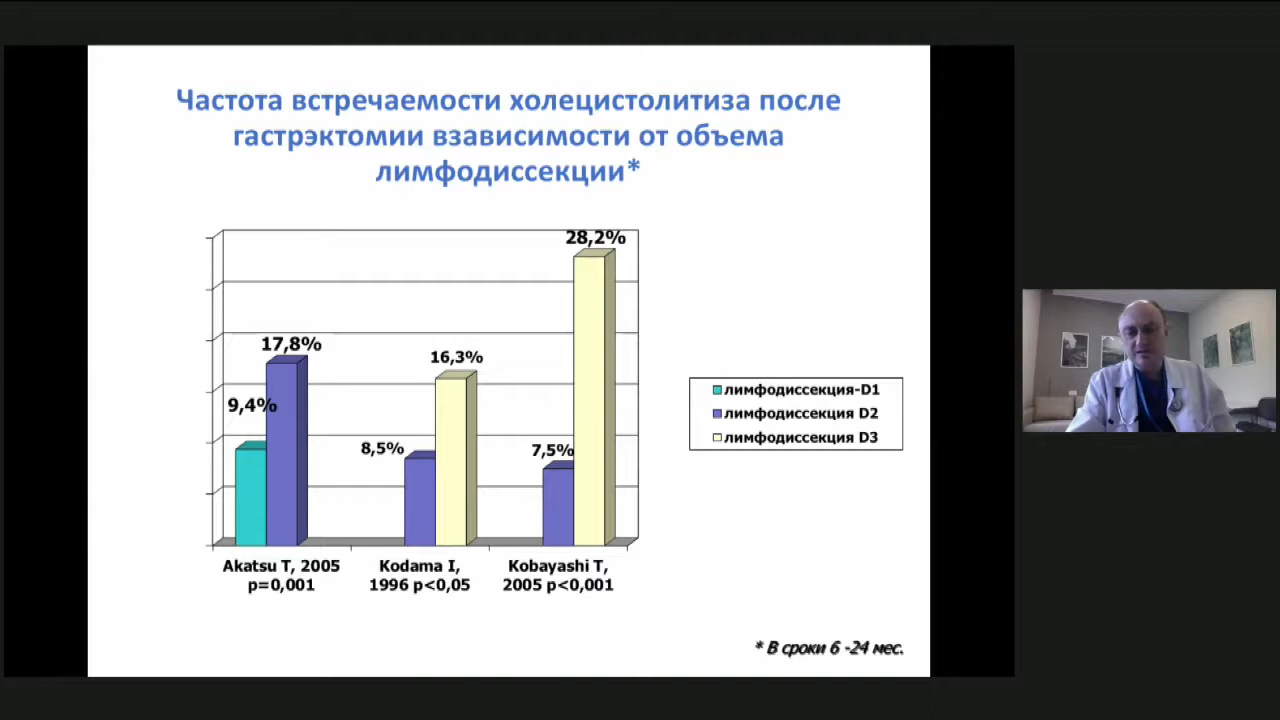 Частота встречаемости холецистолитиза после
гастрэктомии взависимости от объема
лимфодиссекции*
28,2%
17,8%
16,3%
9,4%
8,5%
7,5%
лимфодиссекция-D1
лимфодиссекция D2
лимфодиссекция D3
Akatsu T, 2005
p=0,001
Kodama I,
1996 p<0,05
Kobayashi T,
2005 p<0,001
* В сроки 6 -24 мес.